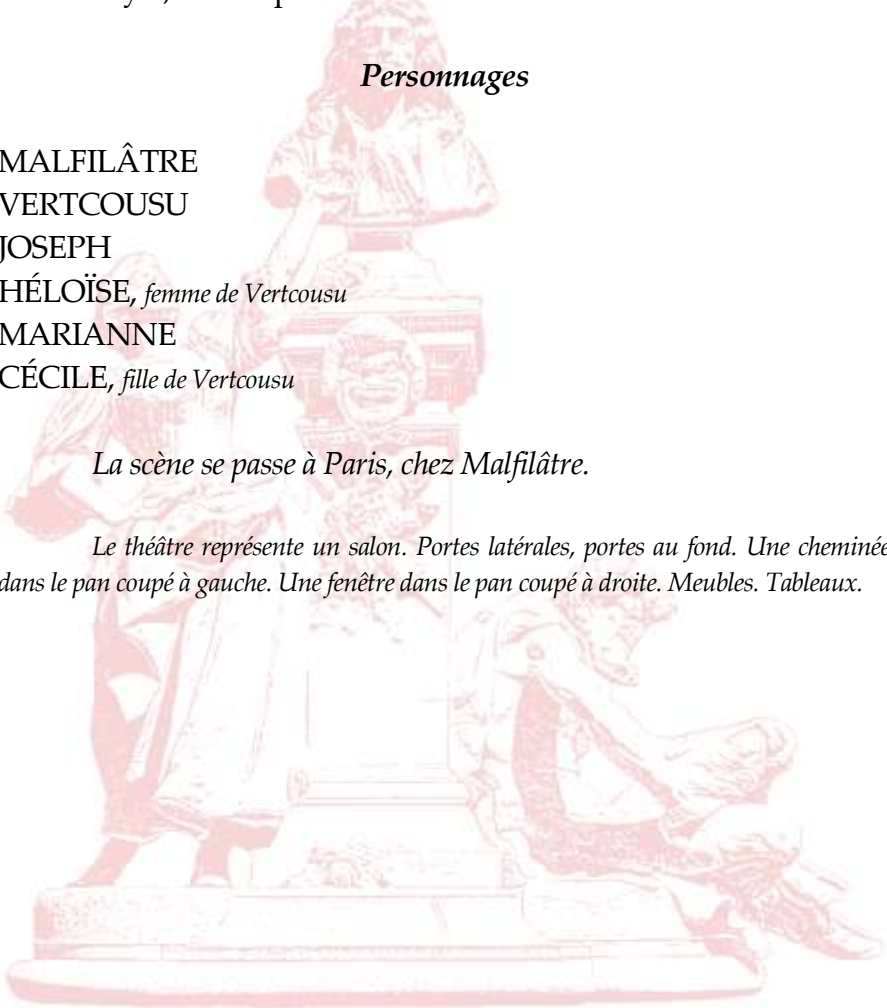 Personnages
MALFILÂTRE
VERTCOUSU
JOSEPH
HÉLOÏSE, femme de Vertcousu
MARIANNE
CÉCILE, fille de Vertcousu
La scène se passe à Paris, chez Malfilâtre.
Le théâtre représente un salon. Portes latérales, portes au fond. Une cheminée
dans le pan coupé à gauche. Une fenêtre dans le pan coupé à droite. Meubles. Tableaux.